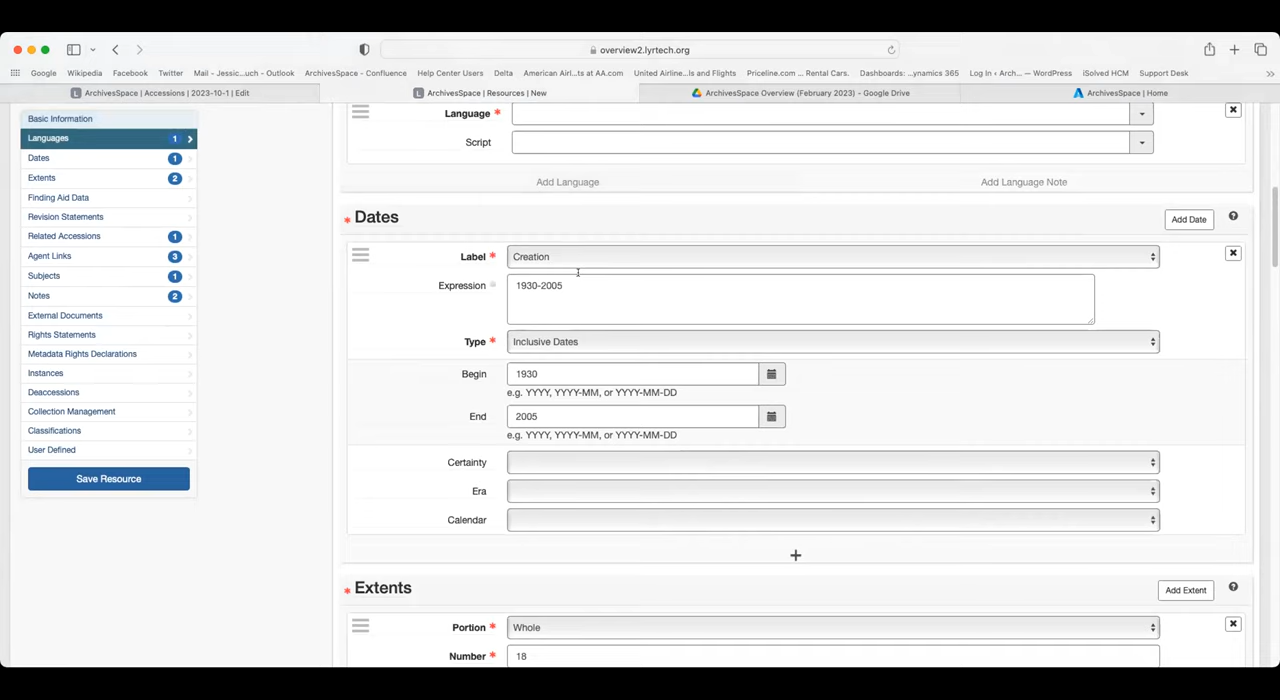 overview2.lyrtech.org
Google Wikipedia Facebook Twitter Mail - Jessic...uch - Outlook ArchivesSpace - Confluence Help Center Users Delta American Airl...ts at AA.com United Airline...ls and Flights Priceline.com ... Rental Cars. Dashboards: ...ynamics 365 Log In ‹ Arch... — WordPress iSolved HCM Support Desk
ArchivesSpace | Accessions | 2023-10-1 | Edit
ArchivesSpace | Resources | New
ArchivesSpace Overview (February 2023) – Google Drive
ArchivesSpace | Home
Basic Information
Languages 1
Dates 1
Extents 2
Finding Aid Data
Revision Statements
Related Accessions 1
Agent Links 3
Subjects 1
Notes 2
External Documents
Rights Statements
Metadata Rights Declarations
Instances
Deaccessions
Collection Management
Classifications
User Defined
Save Resource
Language *
Script
Add Language Add Language Note
* Dates Add Date
Label * Creation
Expression 1930-2005
Type * Inclusive Dates
Begin 1930
e.g. YYYY, YYYY-MM, or YYYY-MM-DD
End 2005
e.g. YYYY, YYYY-MM, or YYYY-MM-DD
Certainty
Era
Calendar
+
* Extents Add Extent
Portion * Whole
Number * 18